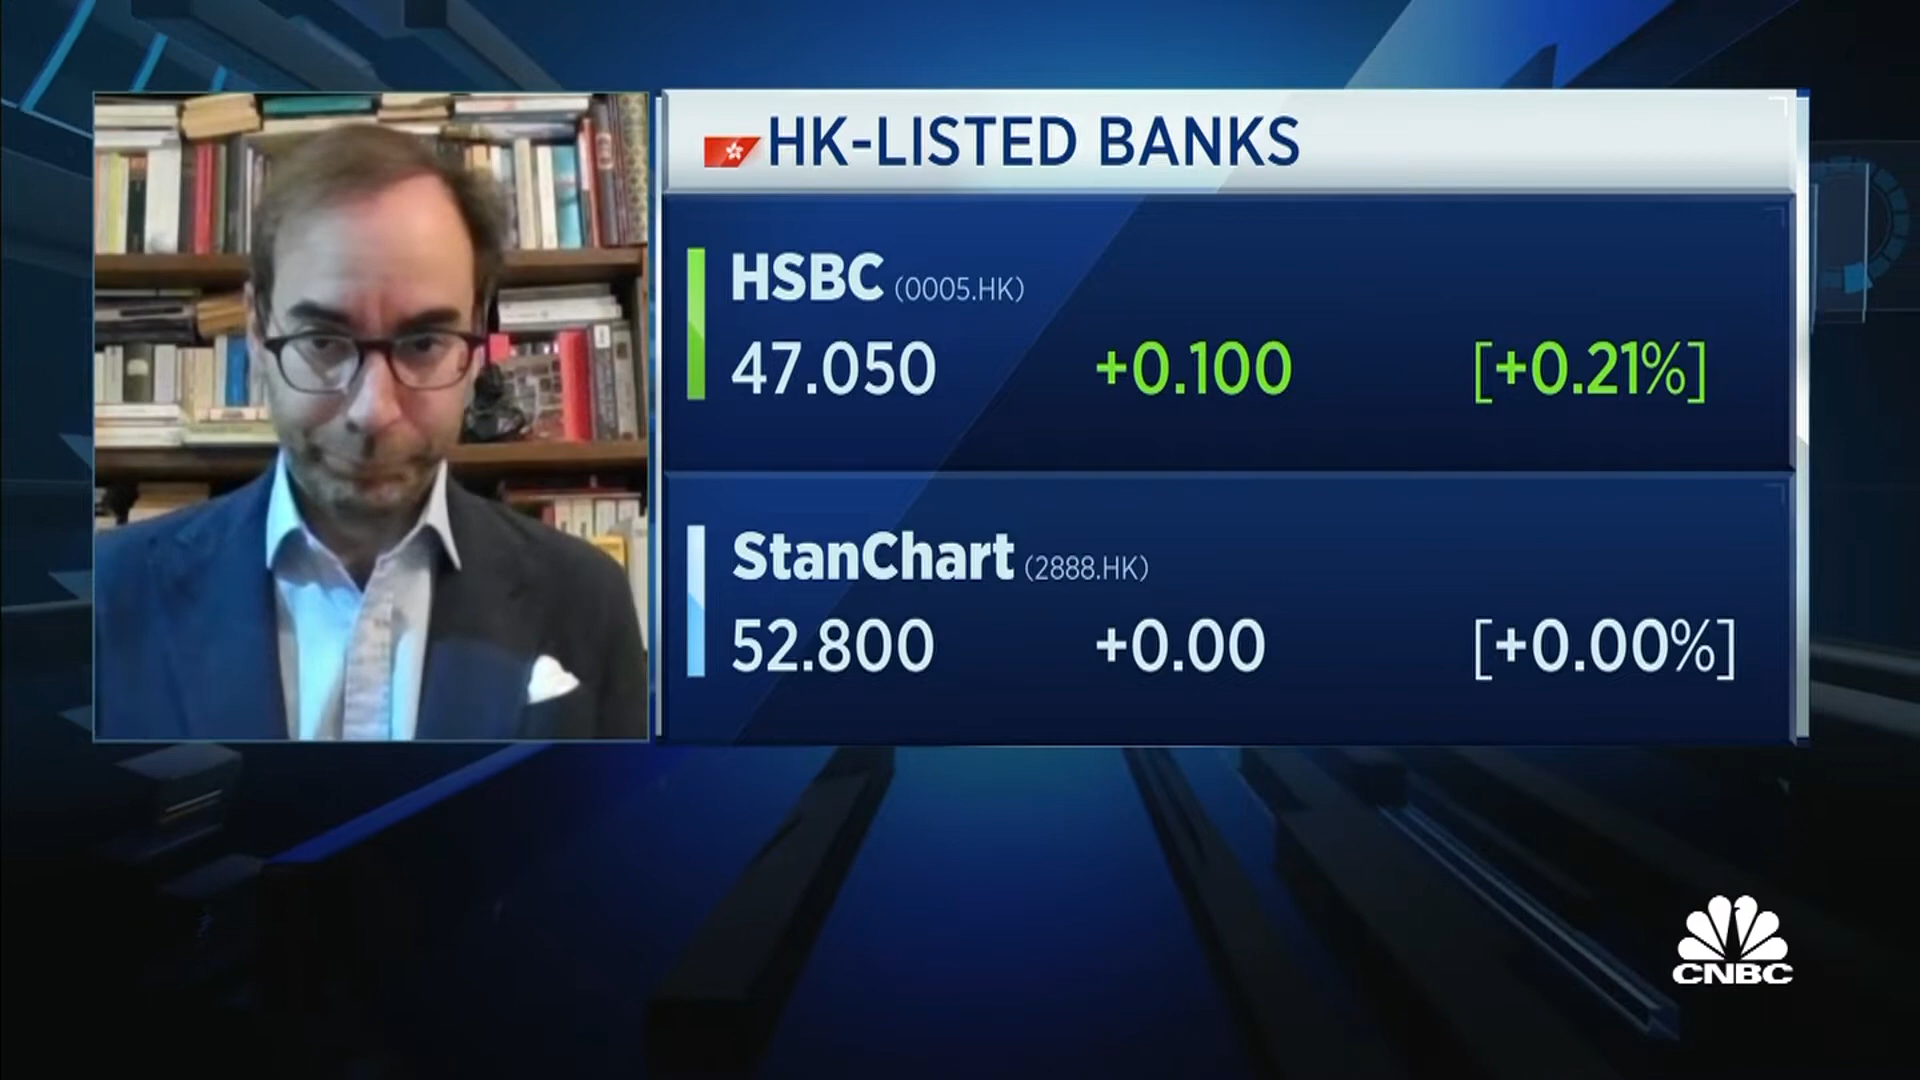 HK-LISTED BANKS
HSBC (0005.HK)
47.050 +0.100 [+0.21%]
StanChart (2888.HK)
52.800 +0.00 [+0.00%]
CNBC